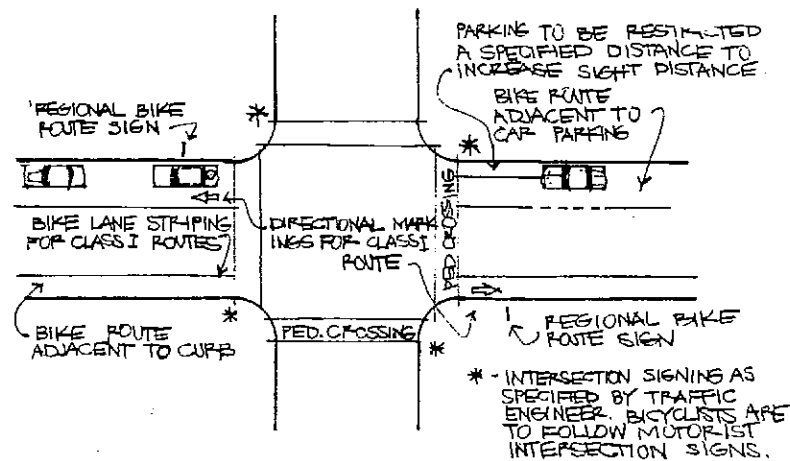 PARKING TO BE RESTRICTED
A SPECIFIED DISTANCE TO
INCREASE SIGHT DISTANCE.
REGIONAL BIKE
ROUTE SIGN
BIKE ROUTE
ADJACENT TO
CAR PARKING
BIKE LANE STRIPING
FOR CLASS I ROUTES
DIRECTIONAL MARK-
INGS FOR CLASS I
ROUTE
PED CROSSING
BIKE ROUTE
ADJACENT TO CURB
PED. CROSSING
REGIONAL BIKE
ROUTE SIGN
* - INTERSECTION SIGNING AS
SPECIFIED BY TRAFFIC
ENGINEER. BICYCLISTS ARE
TO FOLLOW MOTORIST
INTERSECTION SIGNS.